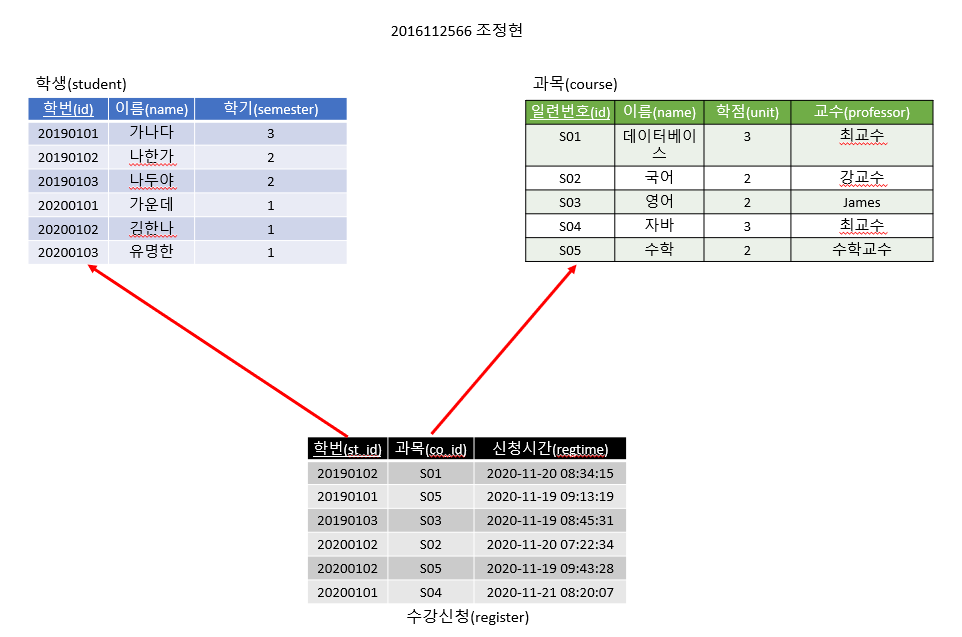 2016112566 조정현
학생(student)
학번(id) 이름(name) 학기(semester)
20190101 가나다 3
20190102 나한가 2
20190103 나두야 2
20200101 가운데 1
20200102 김한나 1
20200103 유명한 1
과목(course)
일련번호(id) 이름(name) 학점(unit) 교수(professor)
S01 데이터베이스 3 최교수
S02 국어 2 강교수
S03 영어 2 James
S04 자바 3 최교수
S05 수학 2 수학교수
학번(st_id) 과목(co_id) 신청시간(regtime)
20190102 S01 2020-11-20 08:34:15
20190101 S05 2020-11-19 09:13:19
20190103 S03 2020-11-19 08:45:31
20200102 S02 2020-11-20 07:22:34
20200102 S05 2020-11-19 09:43:28
20200101 S04 2020-11-21 08:20:07
수강신청(register)